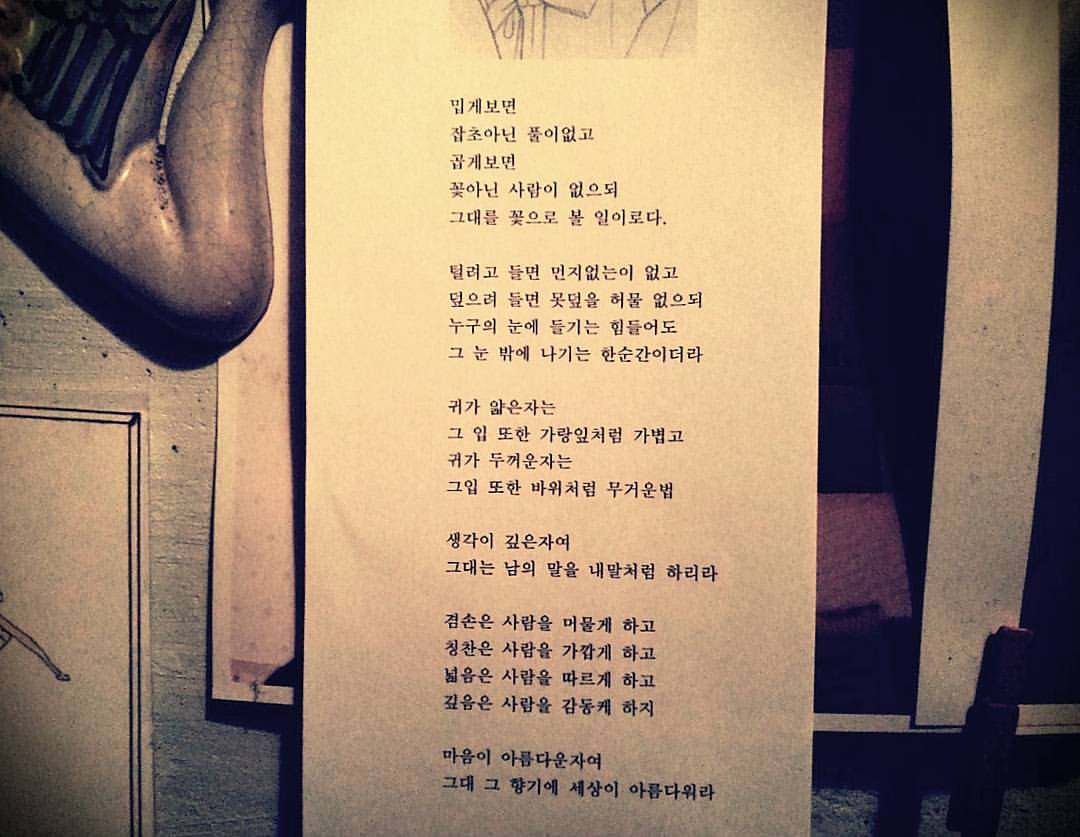 밉게보면
잡초아닌 풀이없고
곱게보면
꽃아닌 사람이 없으되
그대를 꽃으로 볼 일이로다.
털려고 들면 먼지없는이 없고
덮으려 들면 못덮을 허물 없으되
누구의 눈에 들기는 힘들어도
그 눈 밖에 나기는 한순간이더라
귀가 얇은자는
그 입 또한 가랑잎처럼 가볍고
귀가 두꺼운자는
그입 또한 바위처럼 무거운법
생각이 깊은자여
그대는 남의 말을 내말처럼 하리라
겸손은 사람을 머물게 하고
칭찬은 사람을 가깝게 하고
넓음은 사람을 따르게 하고
깊음은 사람을 감동케 하지
마음이 아름다운자여
그대 그 향기에 세상이 아름다워라